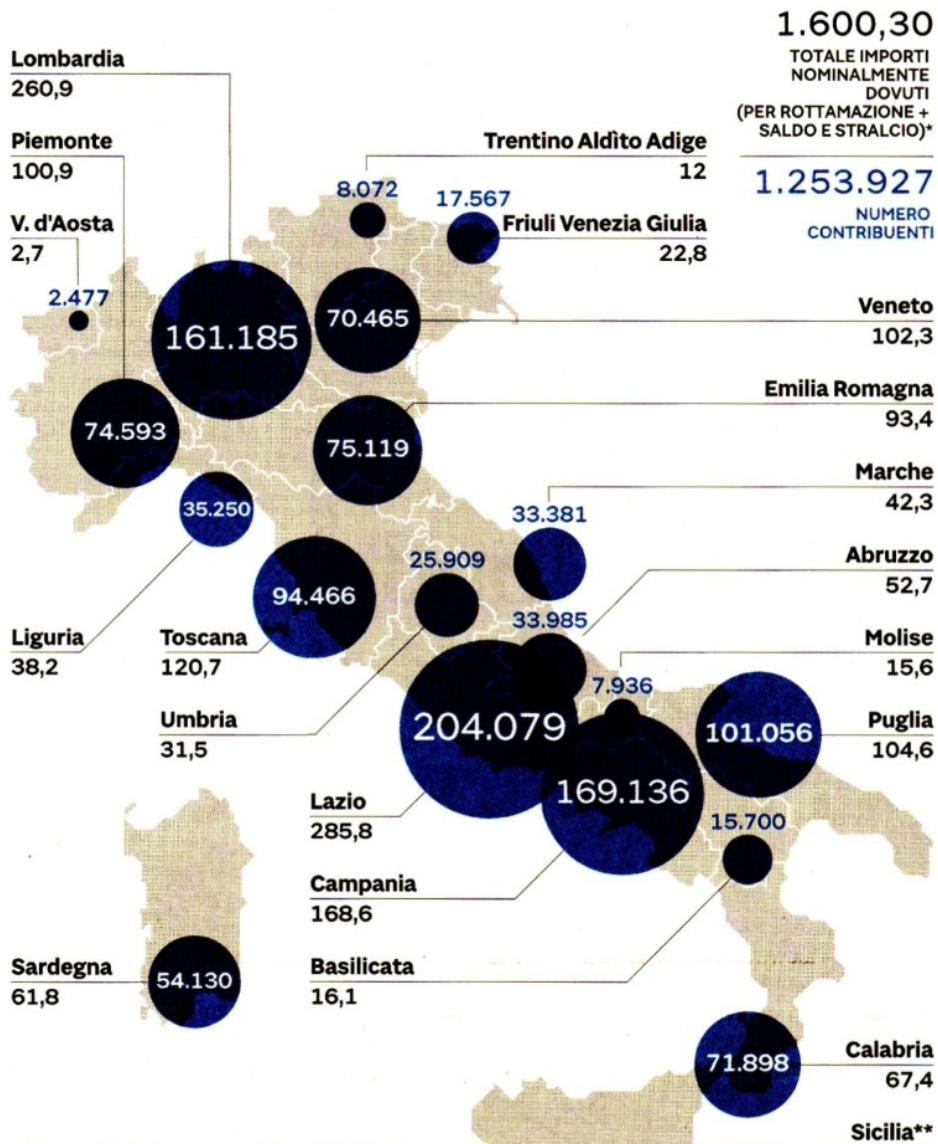 1.600,30
TOTALE IMPORTI
NOMINALMENTE
DOVUTI
(PER ROTTAMAZIONE +
SALDO E STRALCIO)*
1.253.927
NUMERO
CONTRIBUENTI
Lombardia
260,9
Piemonte
100,9
V. d'Aosta
2,7
2.477
Trentino Aldìto Adige
12
8.072
17.567
Friuli Venezia Giulia
22,8
161.185
70.465
Veneto
102,3
74.593
75.119
Emilia Romagna
93,4
35.250
Marche
42,3
33.381
94.466
25.909
Abruzzo
52,7
33.985
Liguria
38,2
Toscana
120,7
Molise
15,6
7.936
Umbria
31,5
204.079
101.056
Puglia
104,6
169.136
Lazio
285,8
15.700
Campania
168,6
Sardegna
61,8
54.130
Basilicata
16,1
71.898
Calabria
67,4
Sicilia**